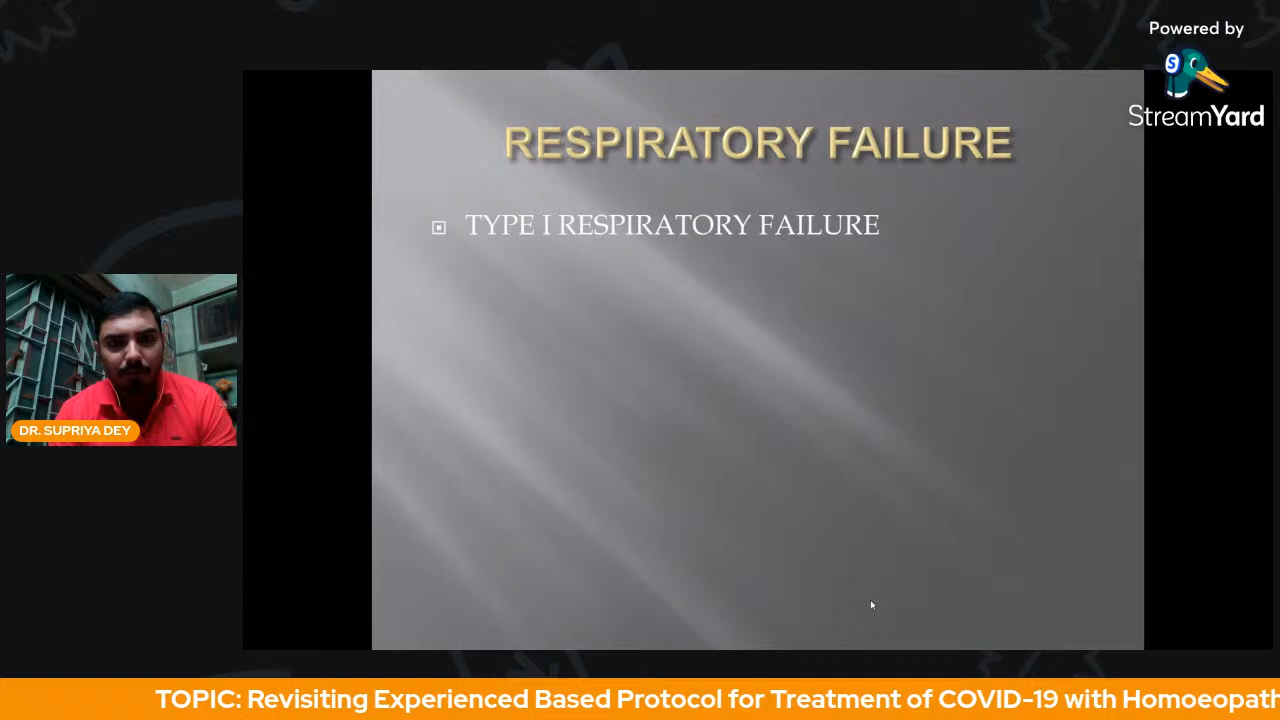 Powered by
StreamYard
RESPIRATORY FAILURE
TYPE I RESPIRATORY FAILURE
DR. SUPRIYA DEY
TOPIC: Revisiting Experienced Based Protocol for Treatment of COVID-19 with Homoeopath